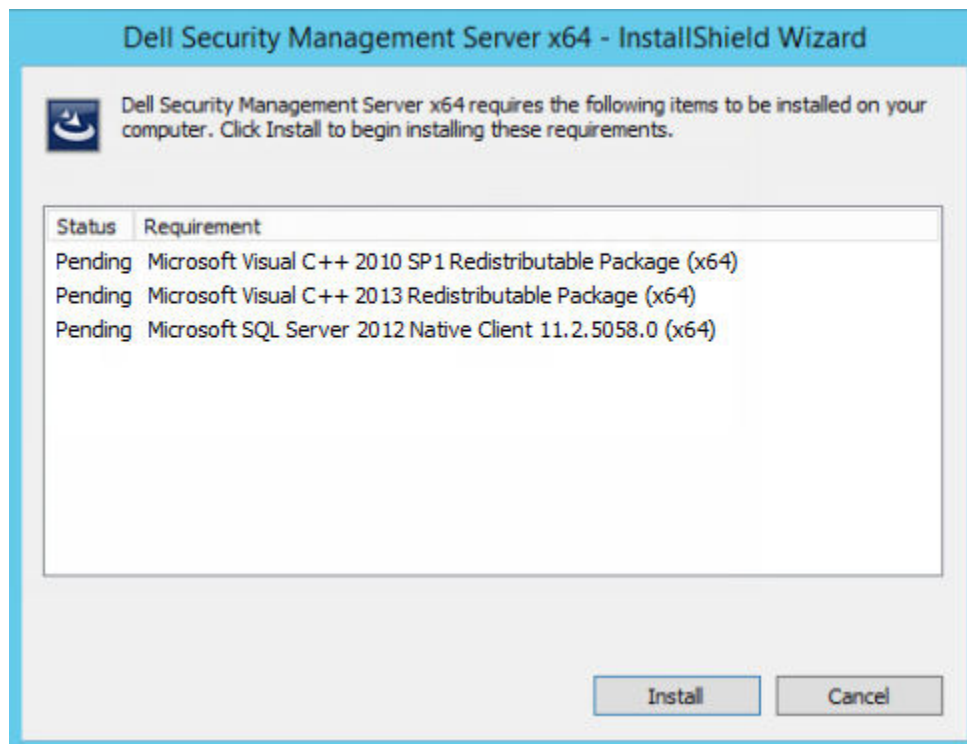 Dell Security Management Server x64 - InstallShield Wizard
Dell Security Management Server x64 requires the following items to be installed on your
computer. Click Install to begin installing these requirements.
Status Requirement
Pending Microsoft Visual C++ 2010 SP1 Redistributable Package (x64)
Pending Microsoft Visual C++ 2013 Redistributable Package (x64)
Pending Microsoft SQL Server 2012 Native Client 11.2.5058.0 (x64)
Install Cancel